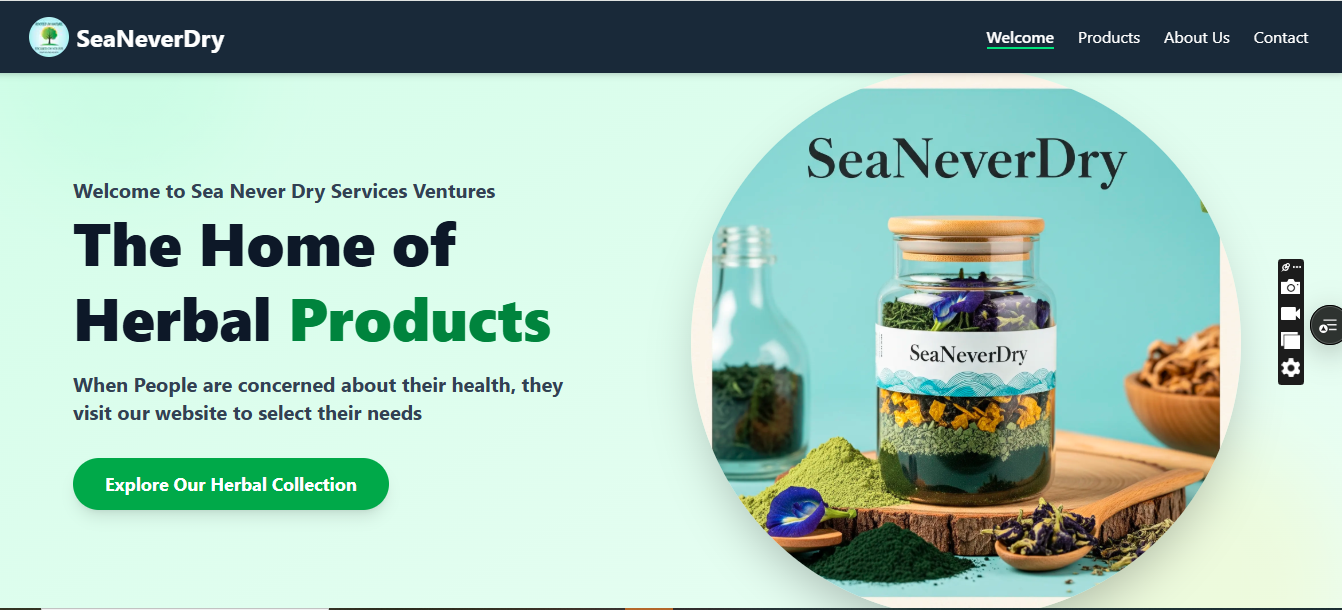 SeaNeverDry
Welcome
Products
About Us
Contact
Welcome to Sea Never Dry Services Ventures
The Home of
Herbal Products
When People are concerned about their health, they
visit our website to select their needs
Explore Our Herbal Collection
SeaNeverDry
SeaNeverDry